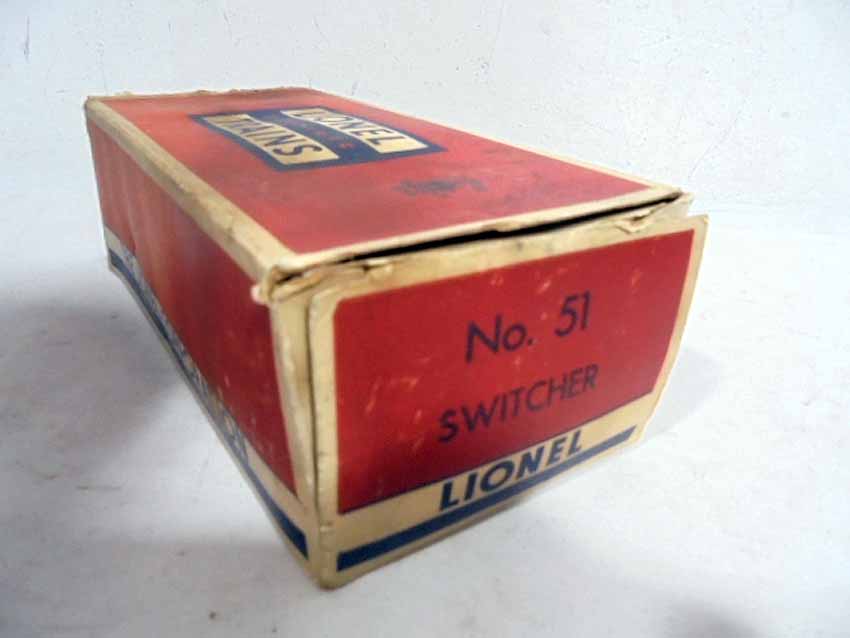 LIONEL
TRAINS
No. 51
SWITCHER
LIONEL